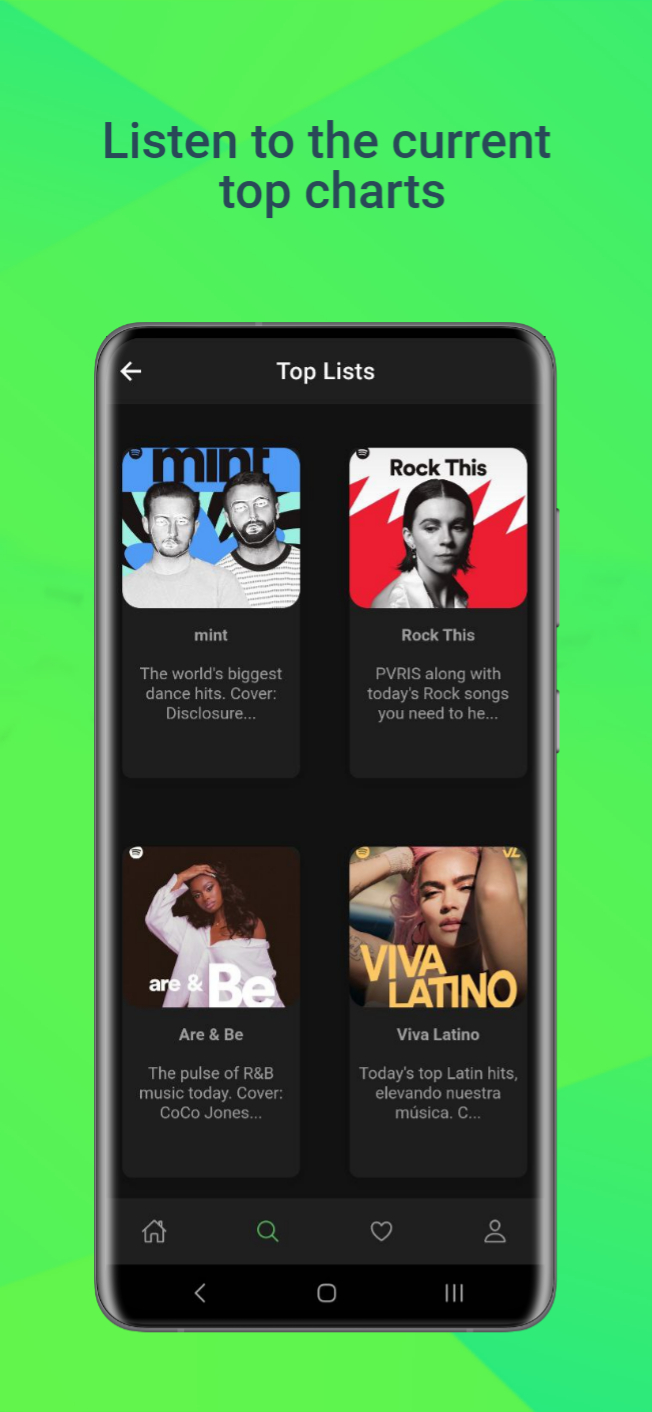 Listen to the current
top charts
Top Lists
mint
Rock This
mint
Rock This
The world's biggest
dance hits. Cover:
Disclosure...
PVRIS along with
today's Rock songs
you need to he...
are & Be
VL
VIVA
LATINO
Are & Be
Viva Latino
The pulse of R&B
music today. Cover:
CoCo Jones...
Today's top Latin hits,
elevando nuestra
música. C...